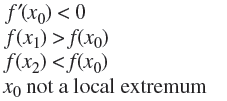 f′(x₀) < 0
f(x₁) > f(x₀)
f(x₂) < f(x₀)
x₀ not a local extremum